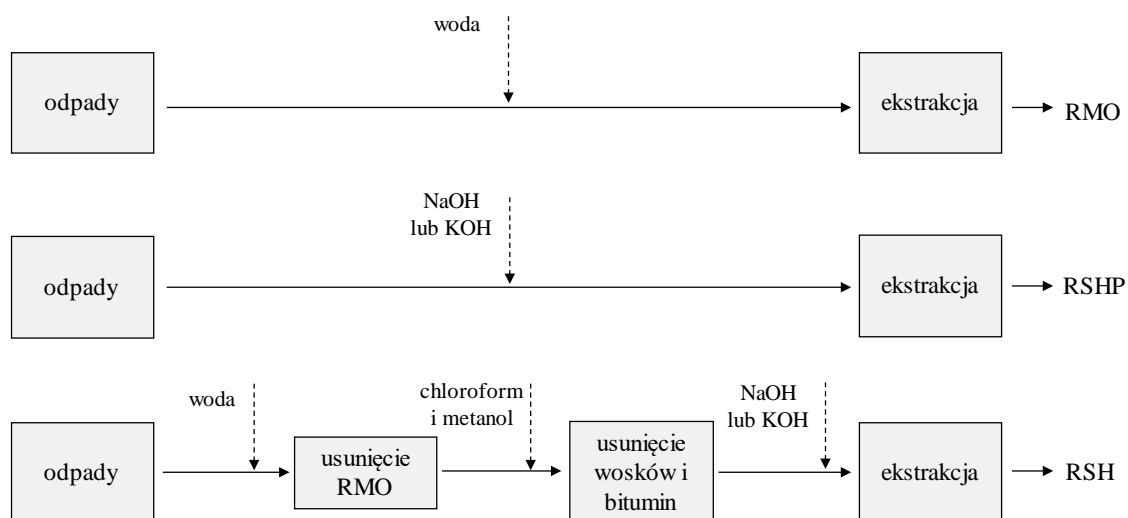 woda
odpady
ekstrakcja
RMO
NaOH
lub KOH
odpady
ekstrakcja
RSHP
woda
chloroform
i metanol
NaOH
lub KOH
odpady
usunięcie
RMO
usunięcie
wosków i
bitumin
ekstrakcja
RSH